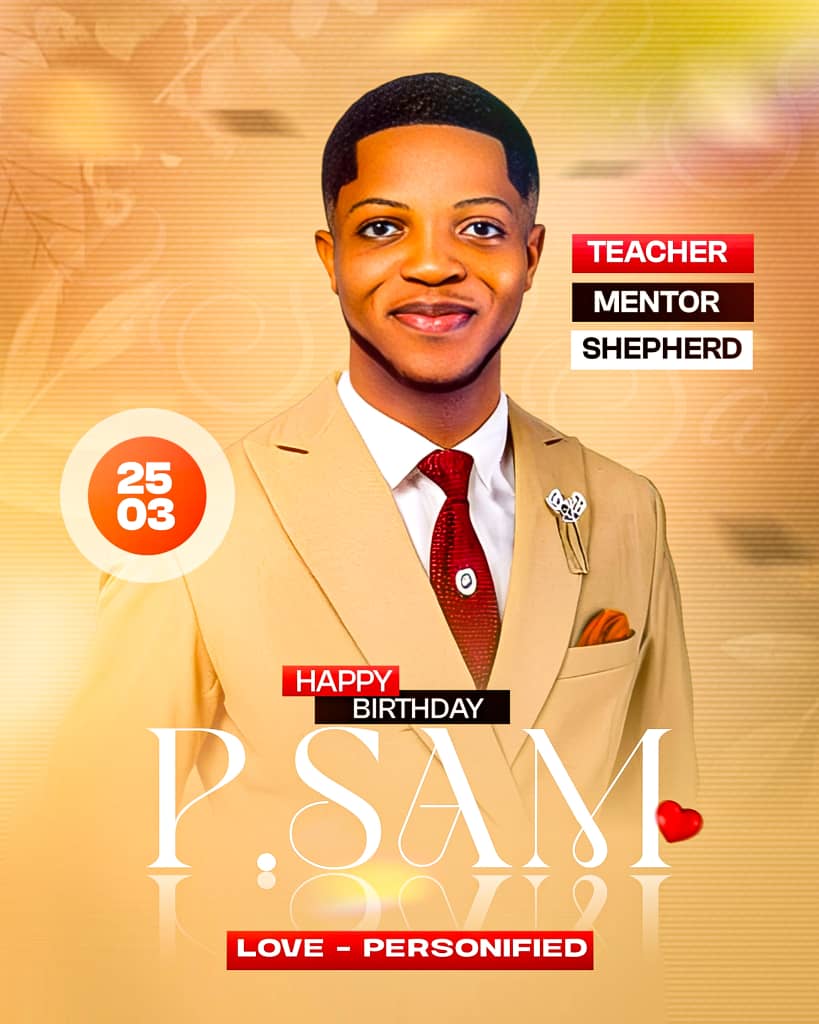 TEACHER
MENTOR
SHEPHERD
25
03
HAPPY
BIRTHDAY
P.SAM
LOVE - PERSONIFIED